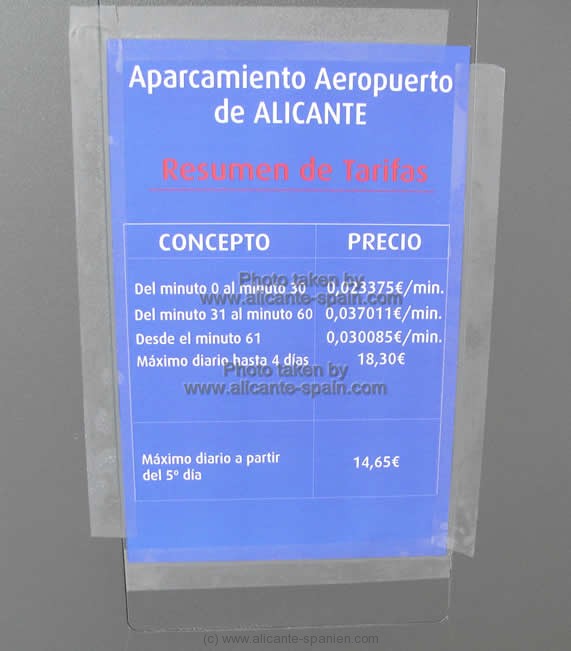 Aparcamiento Aeropuerto
de ALICANTE
Resumen de Tarifas
CONCEPTO PRECIO
Photo taken by
Del minuto 0 al minuto 30 0,023375€/min.
www.alicante-spain.com
Del minuto 31 al minuto 60 0,037011€/min.
Desde el minuto 61 0,030085€/min.
Máximo diario hasta 4 días 18,30€
Photo taken by
www.alicante-spain.com
Máximo diario a partir
del 5º día 14,65€
(c) www.alicante-spanien.com